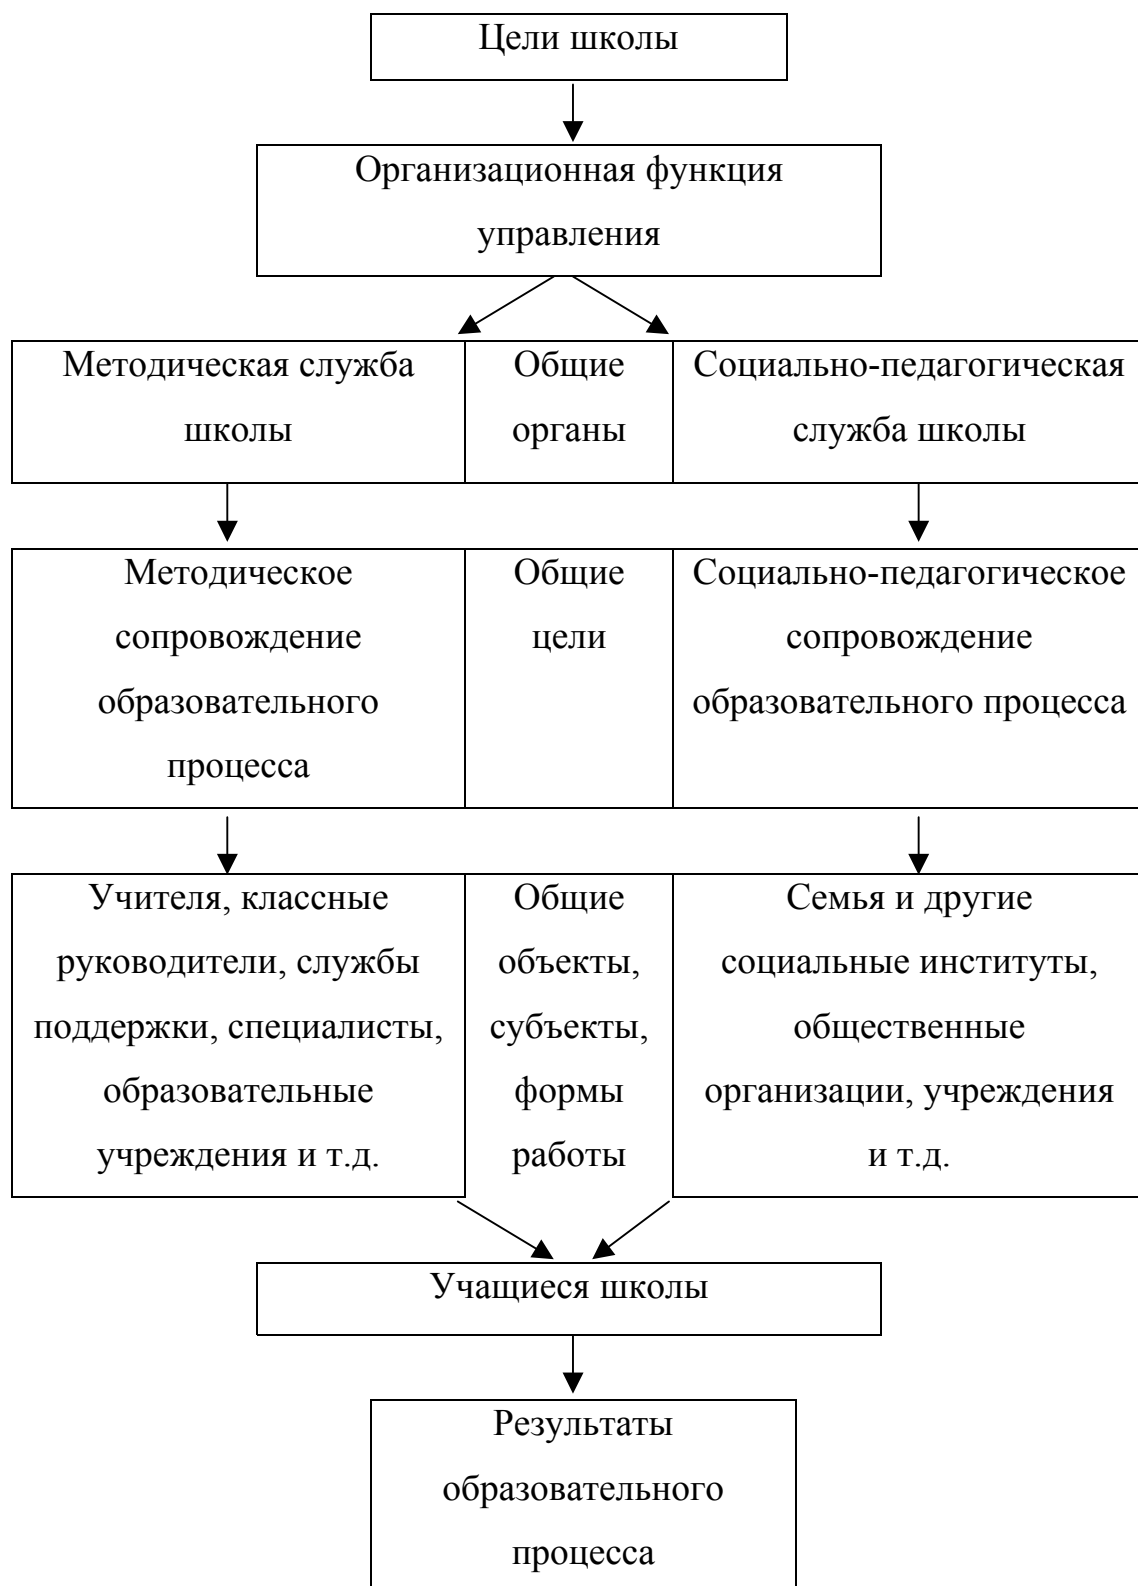 Цели школы
Организационная функция
управления
Методическая служба
школы
Общие
органы
Социально-педагогическая
служба школы
Методическое
сопровождение
образовательного
процесса
Общие
цели
Социально-педагогическое
сопровождение
образовательного процесса
Учителя, классные
руководители, службы
поддержки, специалисты,
образовательные
учреждения и т.д.
Общие
объекты,
субъекты,
формы
работы
Семья и другие
социальные институты,
общественные
организации, учреждения
и т.д.
Учащиеся школы
Результаты
образовательного
процесса